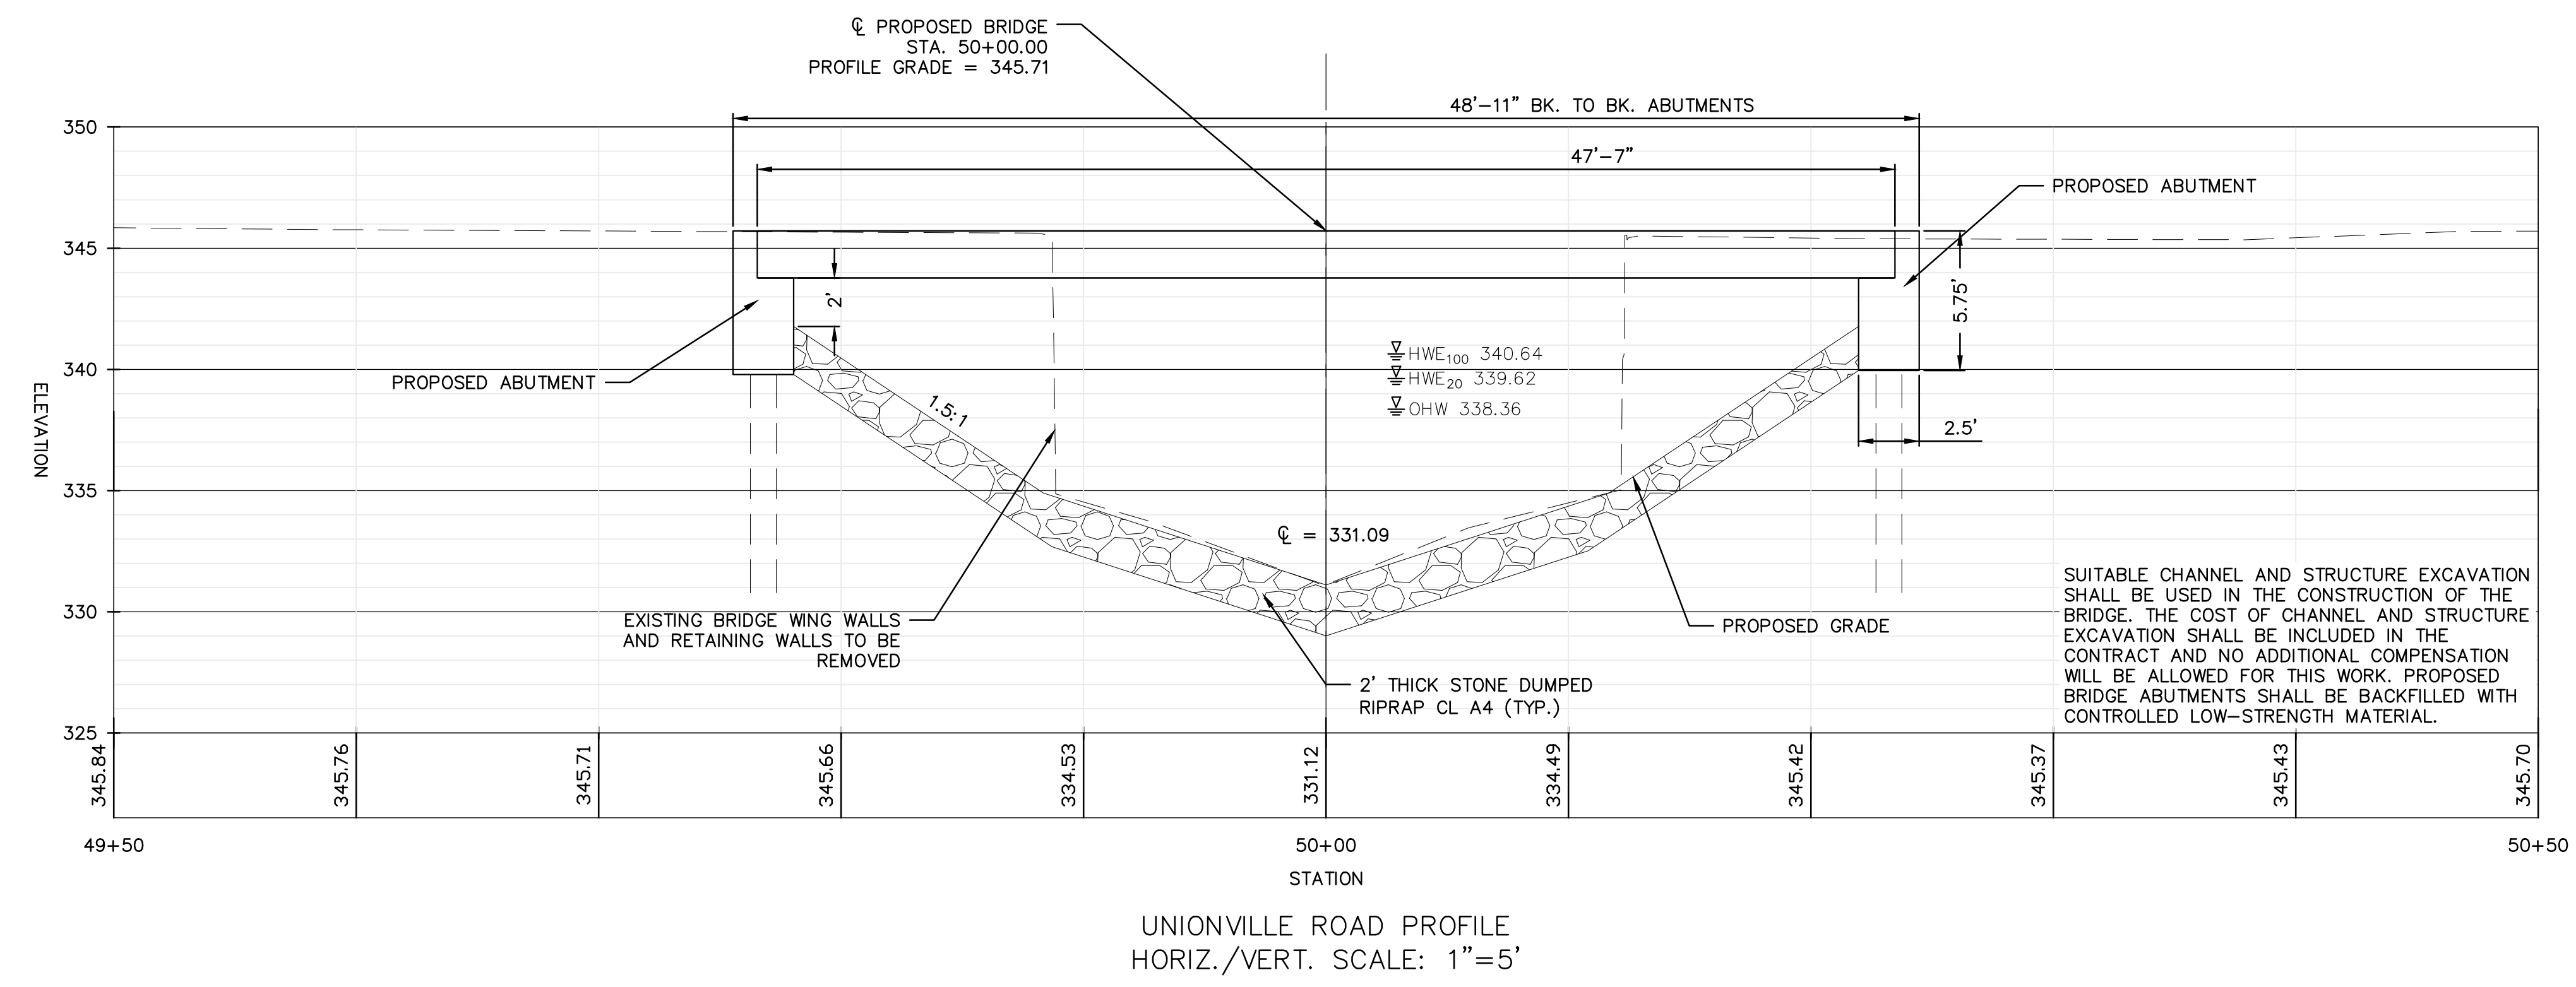 ℄ PROPOSED BRIDGE
STA. 50+00.00
PROFILE GRADE = 345.71
48'-11" BK. TO BK. ABUTMENTS
47'-7"
PROPOSED ABUTMENT
350
345
340
335
330
325
ELEVATION
2'
5.75'
2.5'
PROPOSED ABUTMENT
1.5:1
HWE100 340.64
HWE20 339.62
OHW 338.36
℄ = 331.09
EXISTING BRIDGE WING WALLS
AND RETAINING WALLS TO BE
REMOVED
PROPOSED GRADE
2' THICK STONE DUMPED
RIPRAP CL A4 (TYP.)
SUITABLE CHANNEL AND STRUCTURE EXCAVATION
SHALL BE USED IN THE CONSTRUCTION OF THE
BRIDGE. THE COST OF CHANNEL AND STRUCTURE
EXCAVATION SHALL BE INCLUDED IN THE
CONTRACT AND NO ADDITIONAL COMPENSATION
WILL BE ALLOWED FOR THIS WORK. PROPOSED
BRIDGE ABUTMENTS SHALL BE BACKFILLED WITH
CONTROLLED LOW-STRENGTH MATERIAL.
345.84
345.76
345.71
345.66
334.53
331.12
334.49
345.42
345.37
345.43
345.70
49+50
50+00
50+50
STATION
UNIONVILLE ROAD PROFILE
HORIZ./VERT. SCALE: 1"=5'